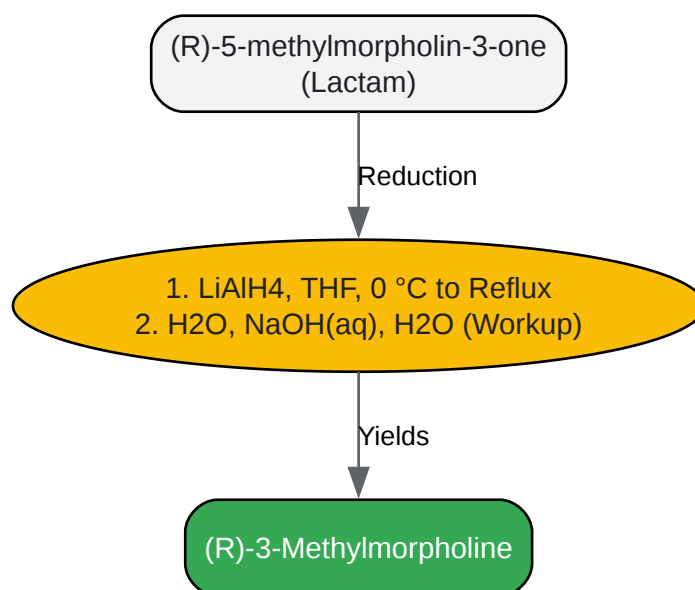 (R)-5-methylmorpholin-3-one
(Lactam)
Reduction
1. LiAlH4, THF, 0 °C to Reflux
2. H2O, NaOH(aq), H2O (Workup)
Yields
(R)-3-Methylmorpholine